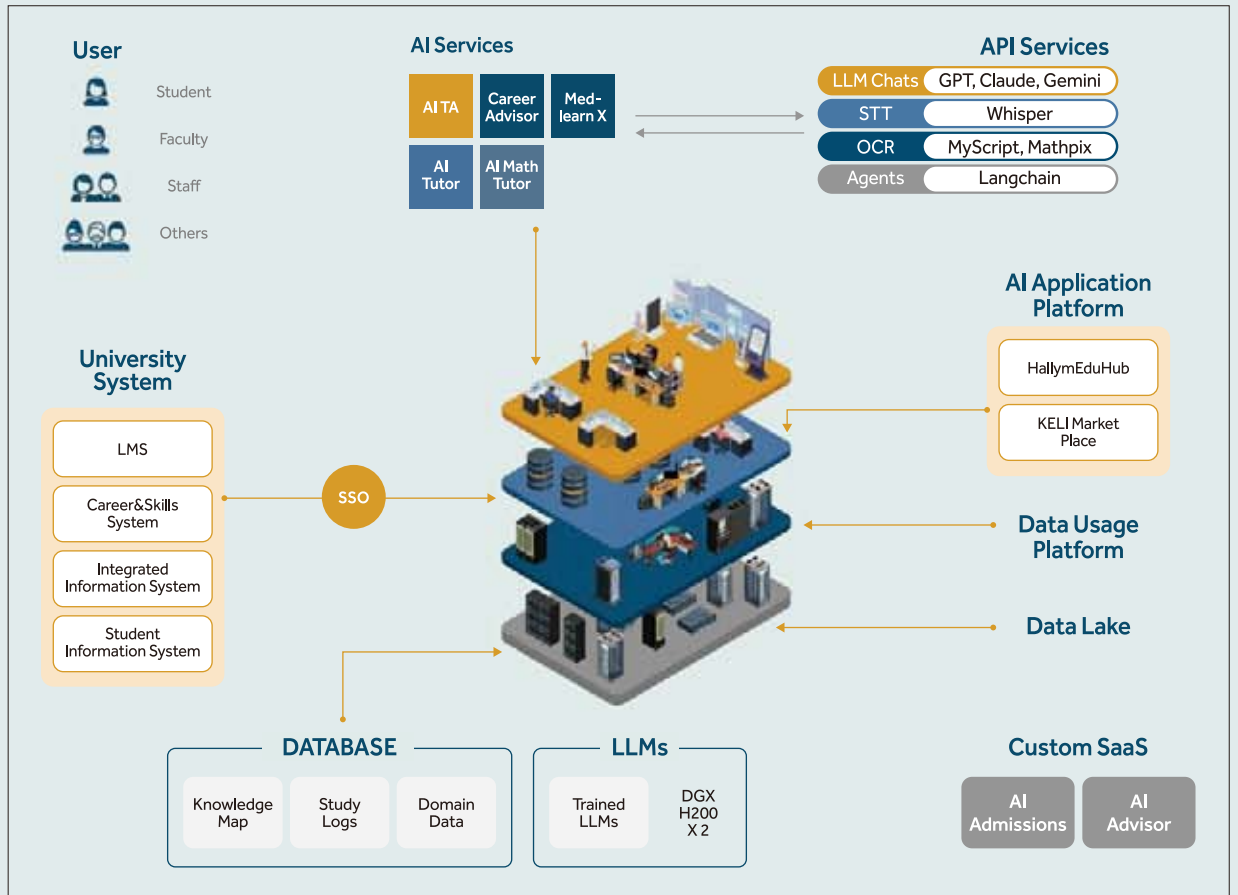 User
Student
Faculty
Staff
Others
AI Services
AI TA
Career
Advisor
Med-
learn X
AI
Tutor
AI Math
Tutor
API Services
LLM Chats
GPT, Claude, Gemini
STT
Whisper
OCR
MyScript, Mathpix
Agents
Langchain
AI Application
Platform
HallymEduHub
KELI Market
Place
University
System
LMS
Career&Skills
System
Integrated
Information System
Student
Information System
SSO
Data Usage
Platform
Data Lake
DATABASE
Knowledge
Map
Study
Logs
Domain
Data
LLMs
Trained
LLMs
DGX
H200
X 2
Custom SaaS
AI
Admissions
AI
Advisor